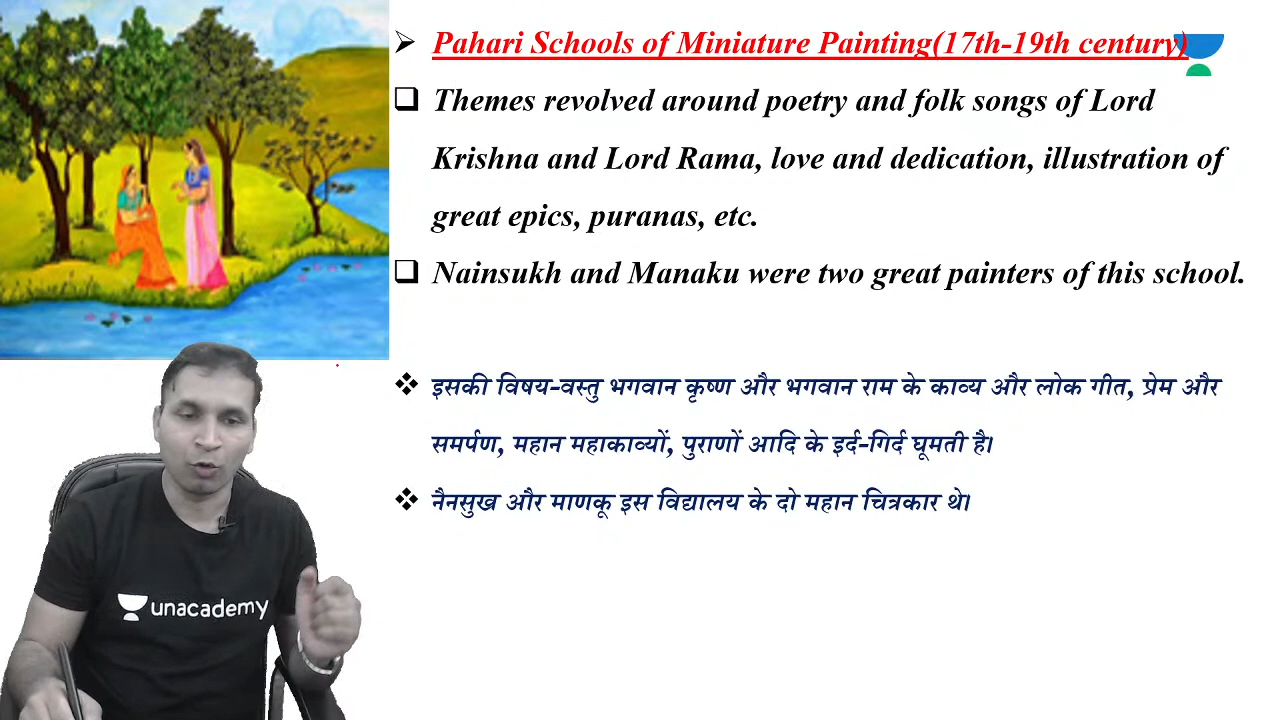 Pahari Schools of Miniature Painting(17th-19th century)
Themes revolved around poetry and folk songs of Lord
Krishna and Lord Rama, love and dedication, illustration of
great epics, puranas, etc.
Nainsukh and Manaku were two great painters of this school.
इसकी विषय-वस्तु भगवान कृष्ण और भगवान राम के काव्य और लोक गीत, प्रेम और
समर्पण, महान महाकाव्यों, पुराणों आदि के इर्द-गिर्द घूमती है।
नैनसुख और माणकू इस विद्यालय के दो महान चित्रकार थे।
unacademy